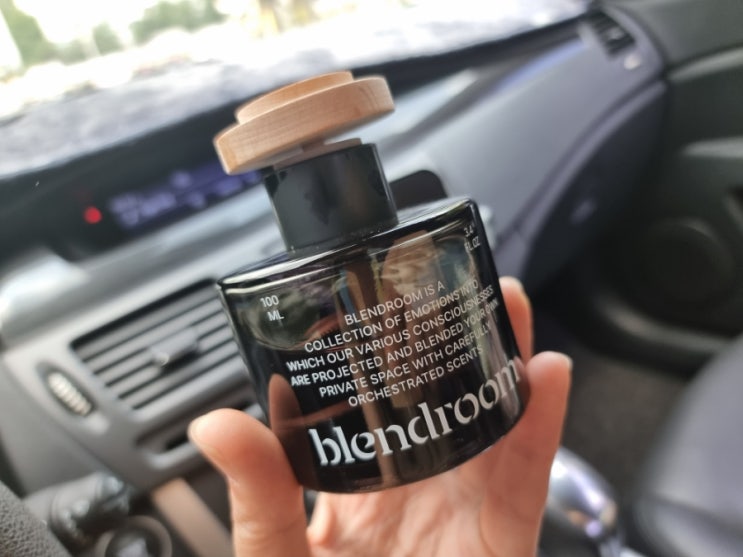 100
ML
3.4
FL.OZ
BLENDROOM IS A
COLLECTION OF EMOTIONS INTO
WHICH OUR VARIOUS CONSCIOUSNESSES
ARE PROJECTED AND BLENDED YOUR OWN
PRIVATE SPACE WITH CAREFULLY
ORCHESTRATED SCENTS
blendroom